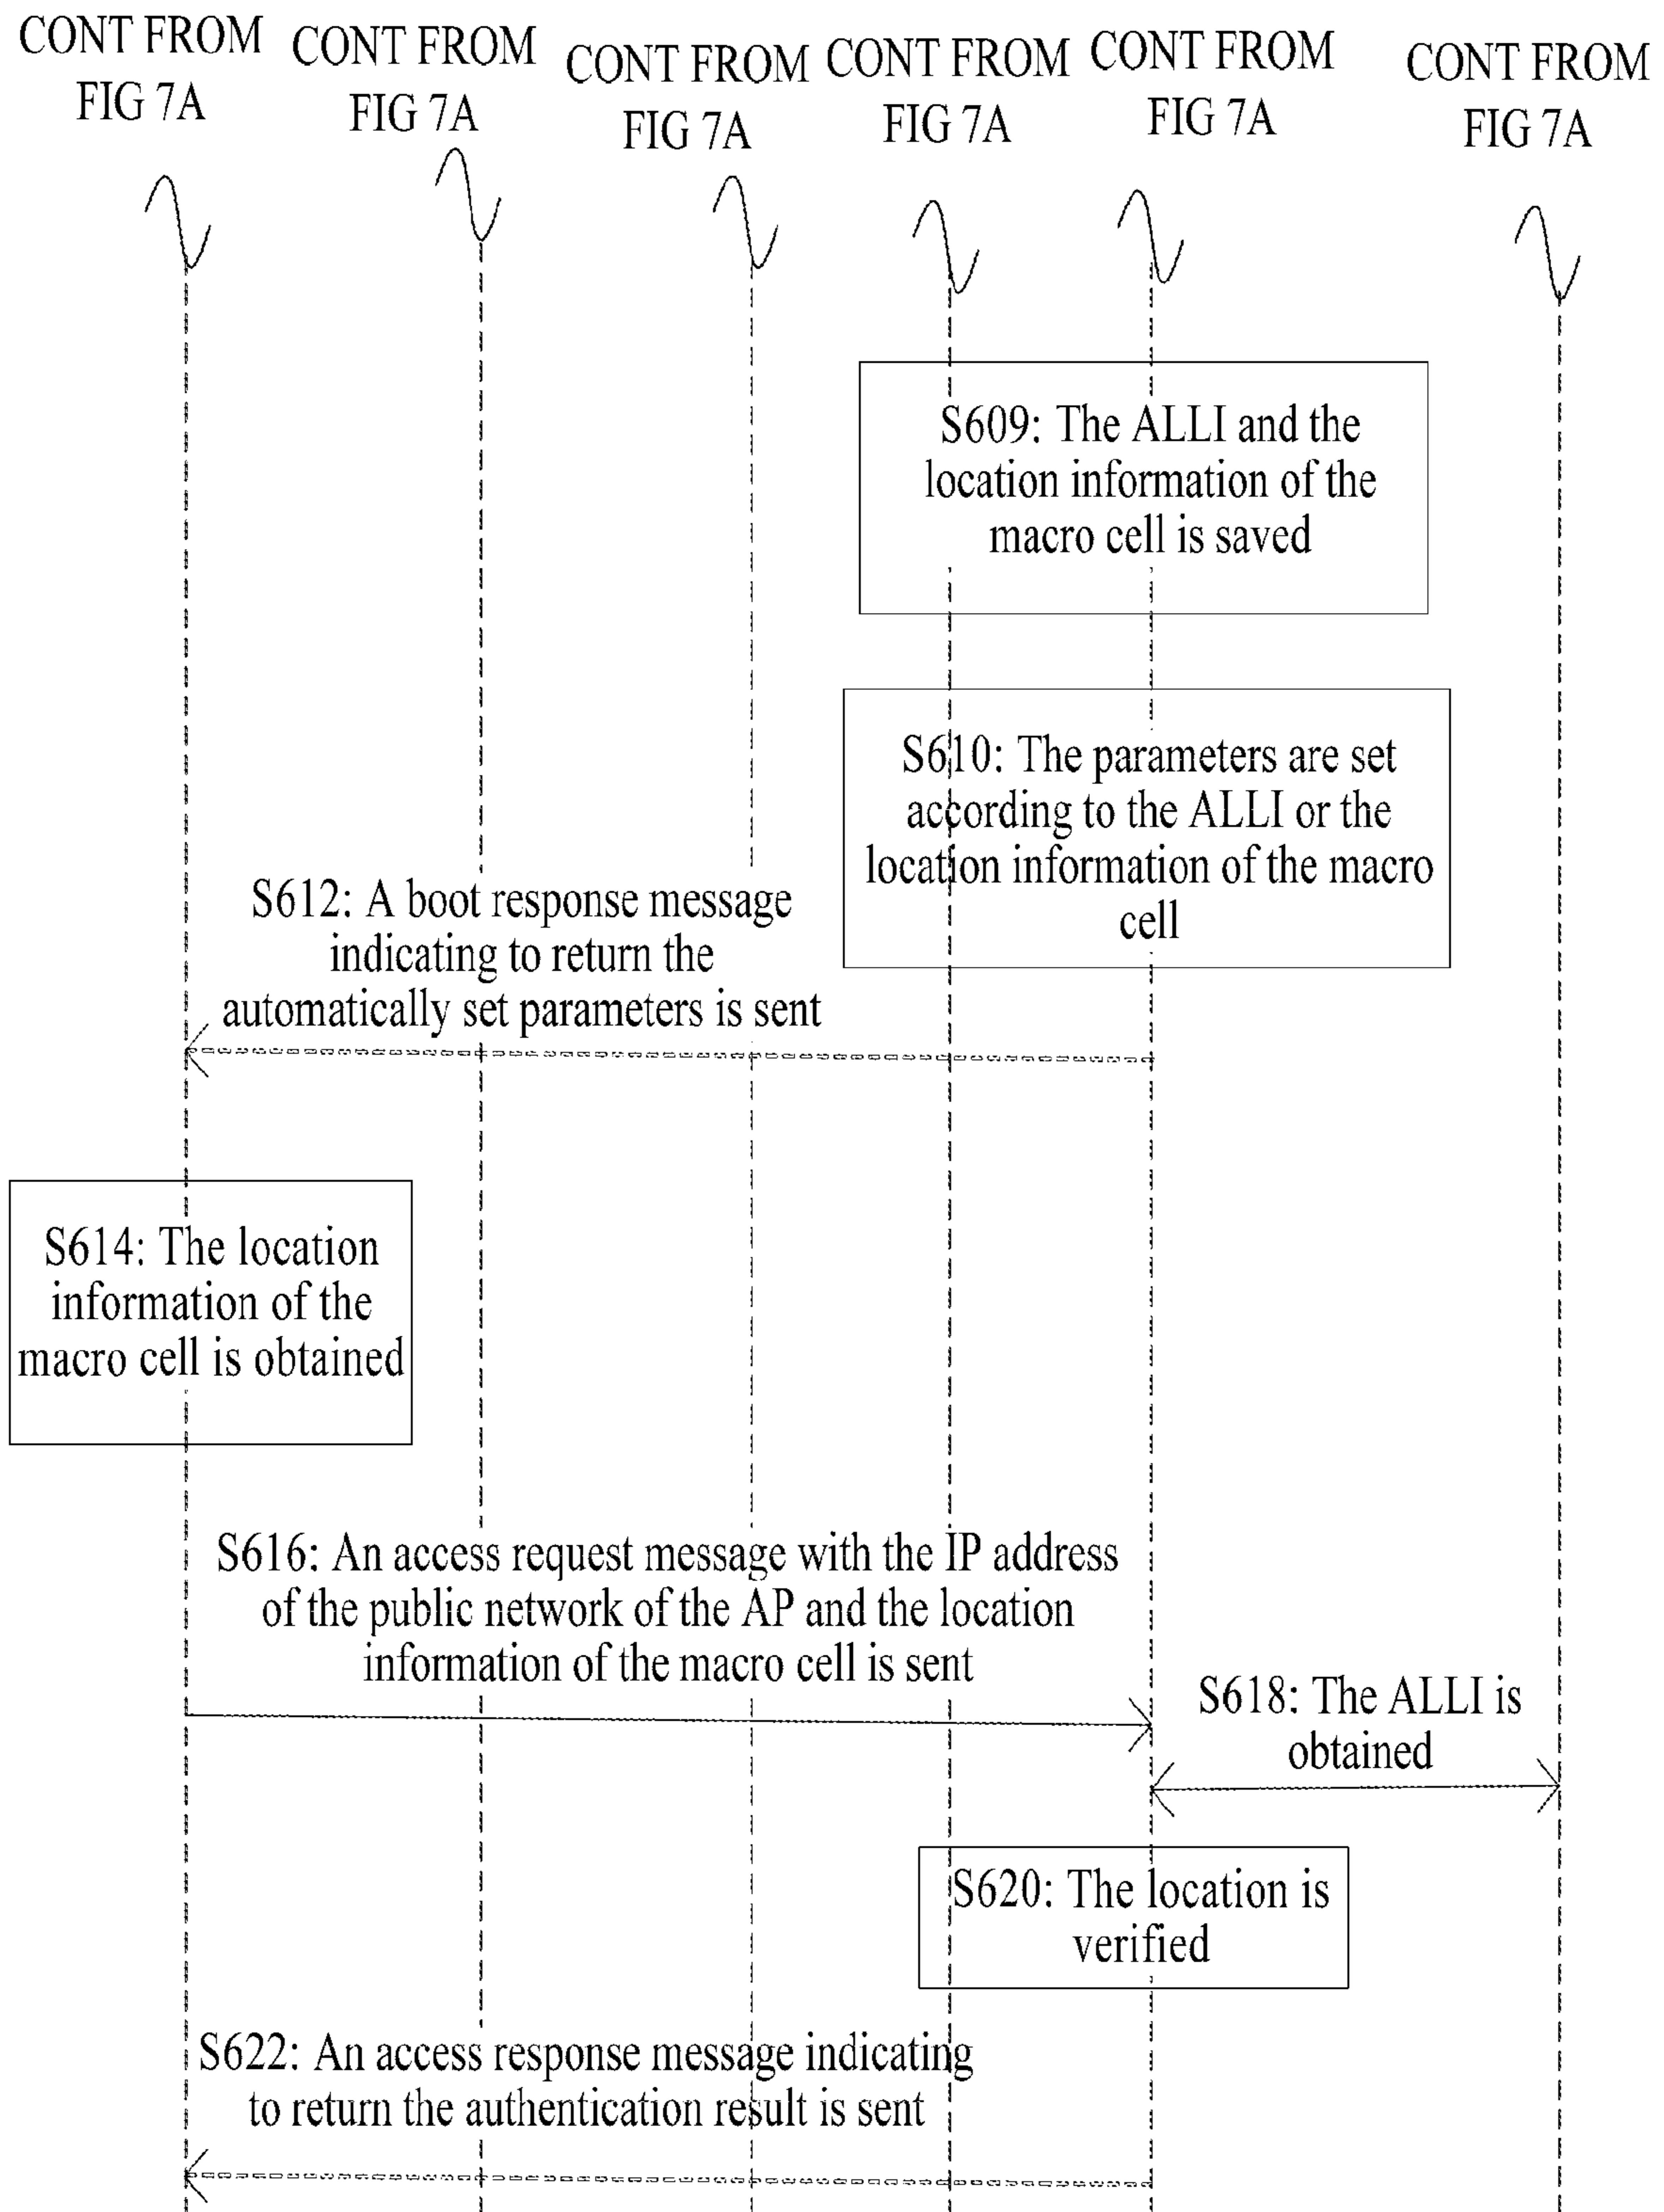 CONT FROM
FIG 7A
CONT FROM
FIG 7A
CONT FROM
FIG 7A
CONT FROM
FIG 7A
CONT FROM
FIG 7A
CONT FROM
FIG 7A
S609: The ALLI and the
location information of the
macro cell is saved
S610: The parameters are set
according to the ALLI or the
location information of the macro
cell
S612: A boot response message
indicating to return the
automatically set parameters is sent
S614: The location
information of the
macro cell is obtained
S616: An access request message with the IP address
of the public network of the AP and the location
information of the macro cell is sent
S618: The ALLI is
obtained
S620: The location is
verified
S622: An access response message indicating
to return the authentication result is sent